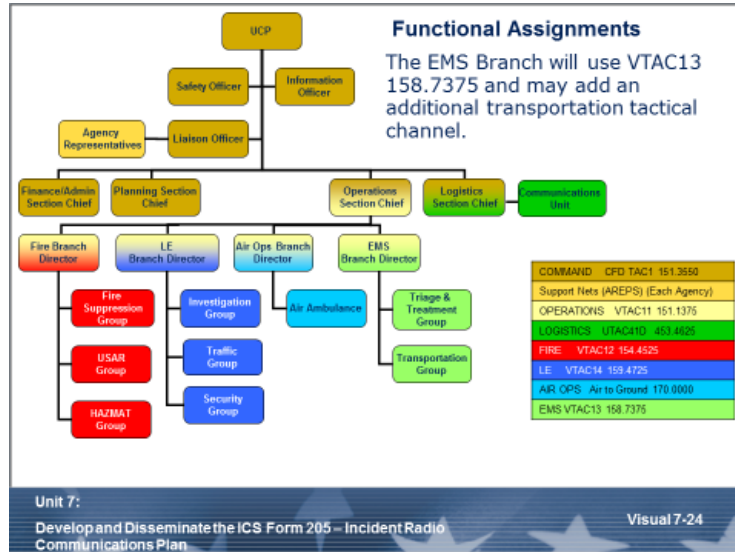 UCP
Functional Assignments
The EMS Branch will use VTAC13
158.7375 and may add an
additional transportation tactical
channel.
Safety Officer
Information
Officer
Agency
Representatives
Liaison Officer
Finance/Admin
Section Chief
Planning Section
Chief
Operations
Section Chief
Logistics
Section Chief
Communications
Unit
Fire Branch
Director
LE
Branch Director
Air Ops Branch
Director
EMS
Branch Director
Fire
Suppression
Group
Investigation
Group
Air Ambulance
Triage &
Treatment
Group
USAR
Group
Traffic
Group
Transportation
Group
HAZMAT
Group
Security
Group
COMMAND CFD TAC1 151.3550
Support Nets (AREPS) (Each Agency)
OPERATIONS VTAC11 151.1375
LOGISTICS UTAC41D 453.4625
FIRE VTAC12 154.4525
LE VTAC14 159.4725
AIR OPS Air to Ground 170.0000
EMS VTAC13 158.7375
Unit 7:
Develop and Disseminate the ICS Form 205 – Incident Radio
Communications Plan
Visual 7-24